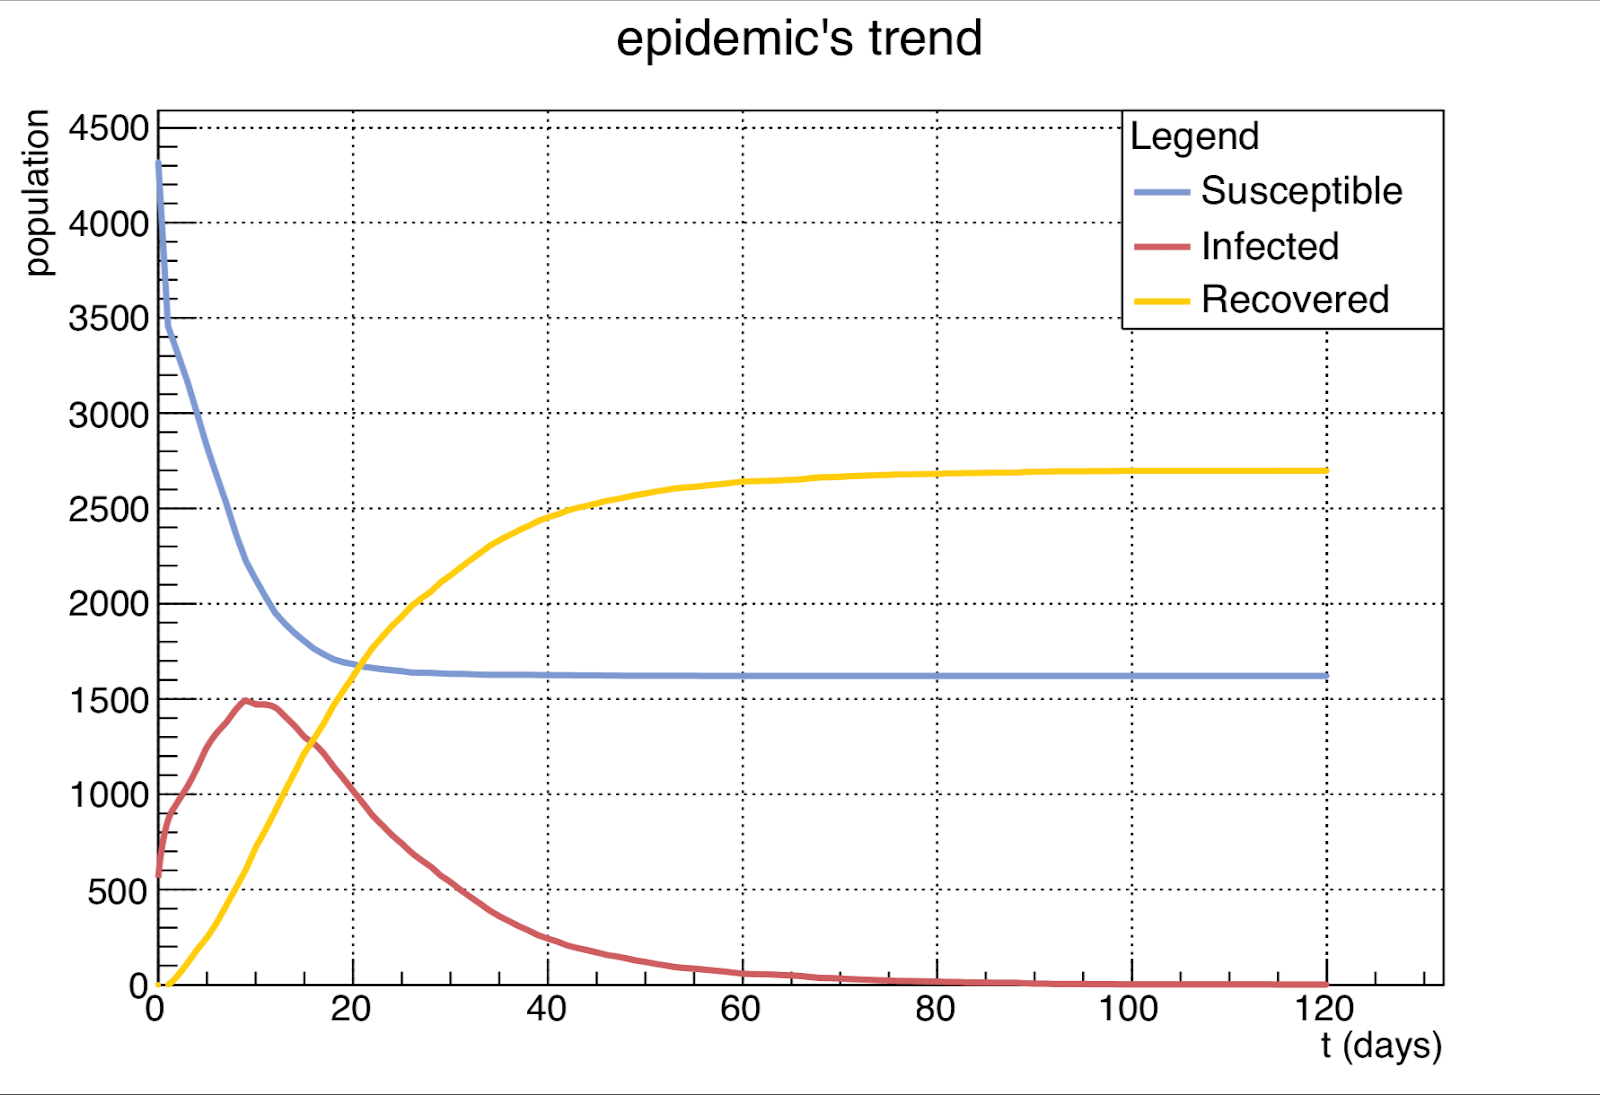 epidemic's trend
population
4500
4000
3500
3000
2500
2000
1500
1000
500
0
Legend
Susceptible
Infected
Recovered
0 20 40 60 80 100 120
t (days)